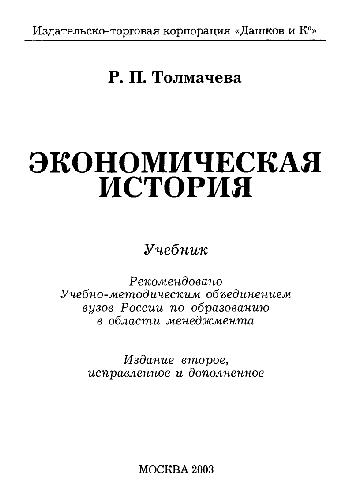 Издательско-торговая корпорация «Дашков и К°»
Р. П. Толмачева
ЭКОНОМИЧЕСКАЯ
ИСТОРИЯ
Учебник
Рекомендовано
Учебно-методическим объединением
вузов России по образованию
в области менеджмента
Издание второе,
исправленное и дополненное
МОСКВА 2003